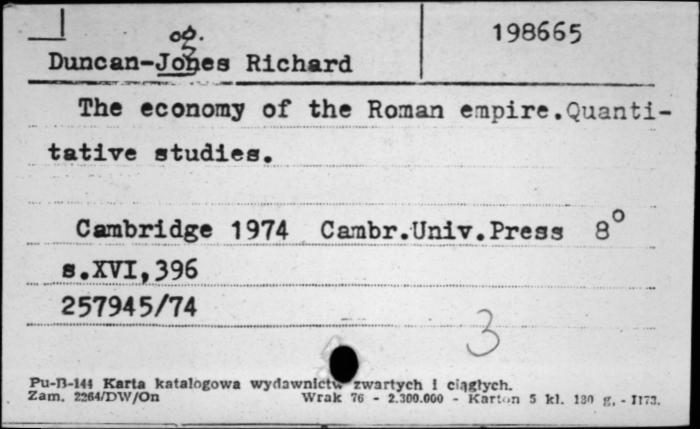 og. 198665
Duncan-Jones Richard
The economy of the Roman empire.Quanti-
tative studies.
Cambridge 1974 Cambr.Univ.Press 8°
s.XVI,396
257945/74
3
Pu-B-144 Karta katalogowa wydawnictw zwartych i ciągłych.
Zam. 2264/DW/On Wrak 76 - 2.300.000 - Karton 5 kl. 180 g.